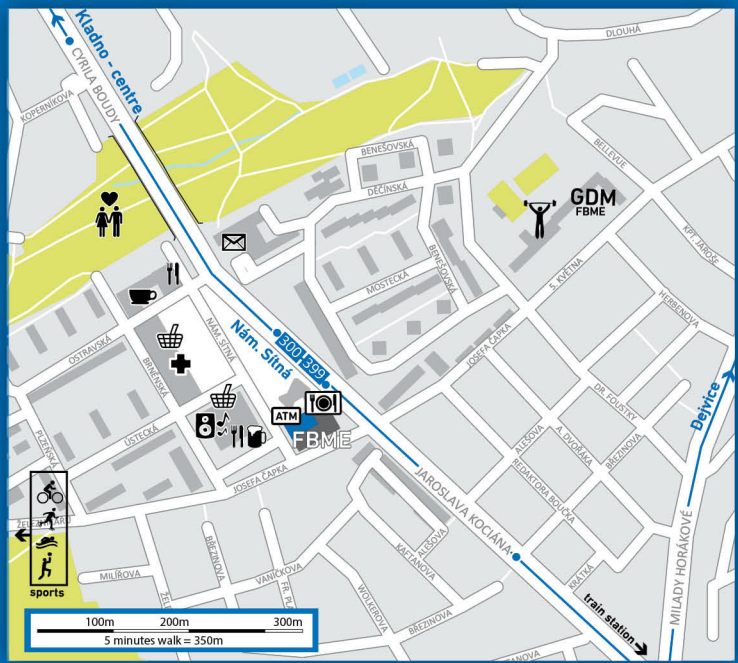 Kladno - centre
CYRILA BOUDY
KOPERNÍKOVA
DLOUHÁ
BELLEVUE
GDM
FBME
KPT. JAROŠE
BENEŠOVSKÁ
DĚČÍNSKÁ
BENEŠOVSKÁ
MOSTECKÁ
5. KVĚTNA
HERBENOVA
JOSEFA ČAPKA
OSTRAVSKÁ
BRNĚNSKÁ
NÁM. SÍTNÁ
Nám. Sítná
300
399
ATM
FBME
ÚSTECKÁ
PLZEŇSKÁ
JOSEFA ČAPKA
DR. FOUSTKY
BŘEZINOVA
A. DVOŘÁKA
ALEŠOVA
REDAKTORA BOUČKA
Dejvice
JAROSLAVA KOCIÁNA
ALEŠOVA
KAFTANOVA
MILADY HORÁKOVÉ
KRÁTKÁ
train station
sports
MILÍŘOVA
BŘEZINOVA
VANÍČKOVA
FR. PL
WOLKEROVA
BŘEZINOVA
100m 200m 300m
5 minutes walk = 350m